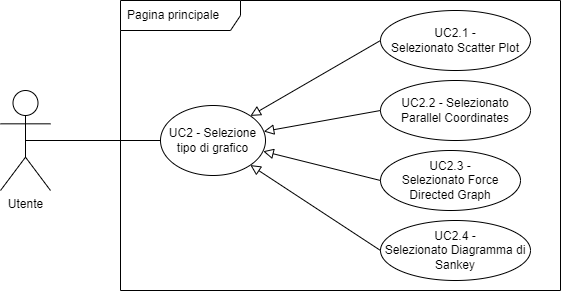 Pagina principale
UC2.1 -
Selezionato Scatter Plot
UC2.2 - Selezionato
Parallel Coordinates
UC2 - Selezione
tipo di grafico
UC2.3 -
Selezionato Force
Directed Graph
Utente
UC2.4 -
Selezionato Diagramma di
Sankey